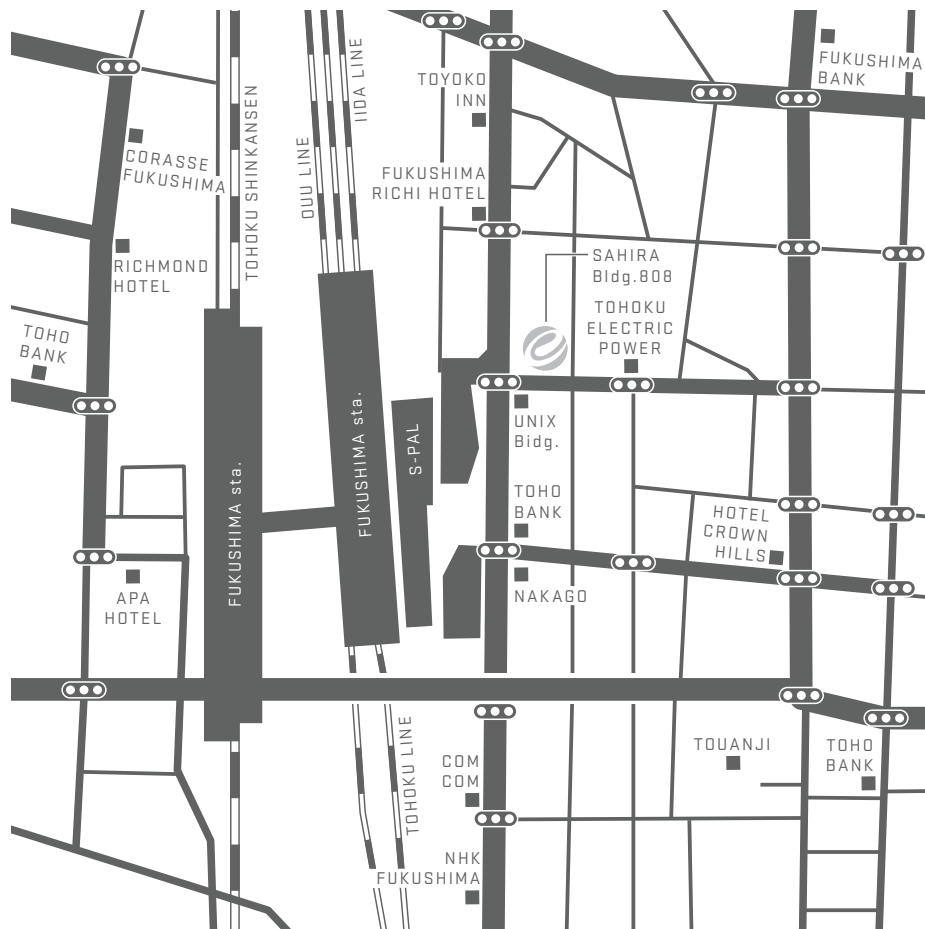 FUKUSHIMA
BANK
TOYOKO
INN
IIDA LINE
OUU LINE
TOHOKU SHINKANSEN
CORASSE
FUKUSHIMA
FUKUSHIMA
RICHI HOTEL
RICHMOND
HOTEL
SAHIRA
Bldg.808
TOHOKU
ELECTRIC
POWER
TOHO
BANK
FUKUSHIMA sta.
FUKUSHIMA sta.
S-PAL
UNIX
Bidg.
TOHO
BANK
HOTEL
CROWN
HILLS
NAKAGO
APA
HOTEL
TOHOKU LINE
COM
COM
TOUANJI
TOHO
BANK
NHK
FUKUSHIMA